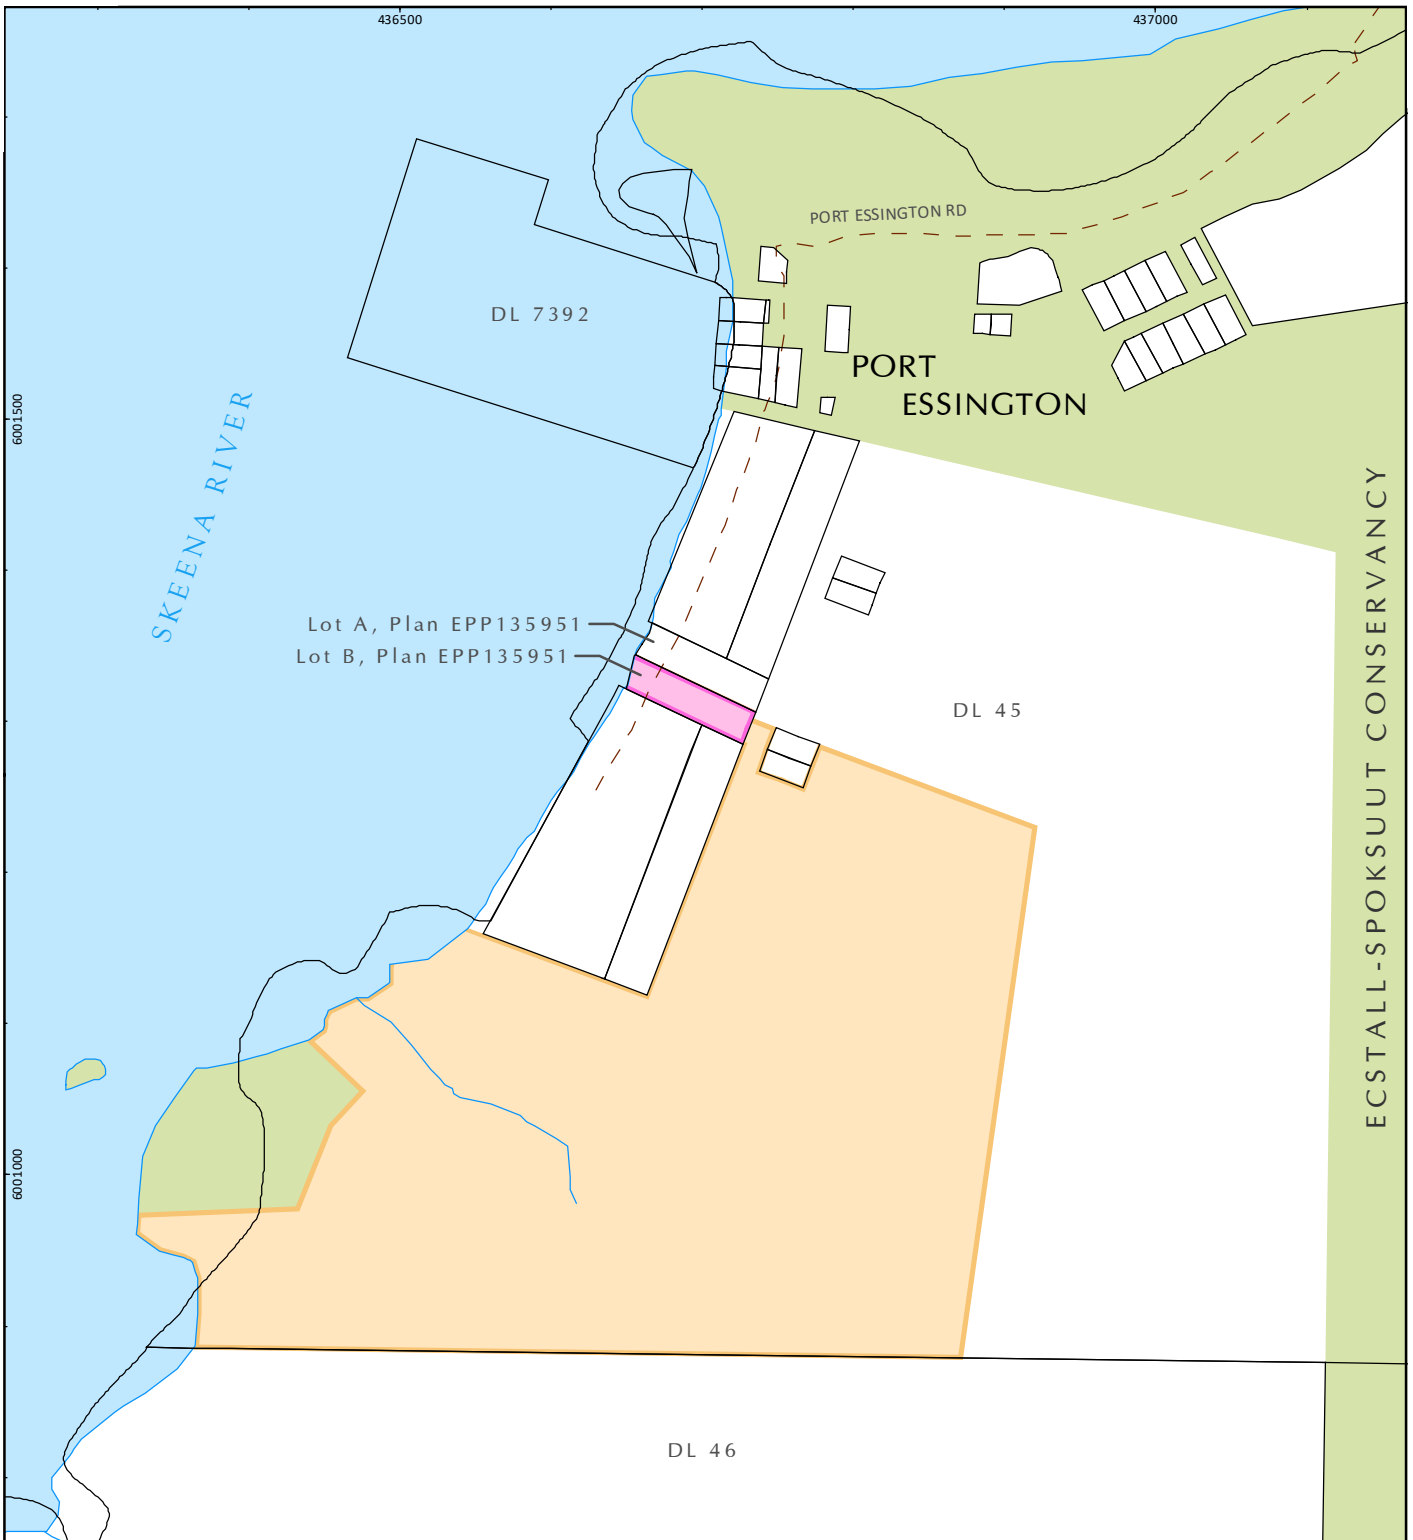 436500
437000
PORT ESSINGTON RD
DL 7392
PORT
ESSINGTON
6001500
SKEENA RIVER
ECSTALL-SPOKSUUT CONSERVANCY
Lot A, Plan EPP135951
Lot B, Plan EPP135951
DL 45
6001000
DL 46